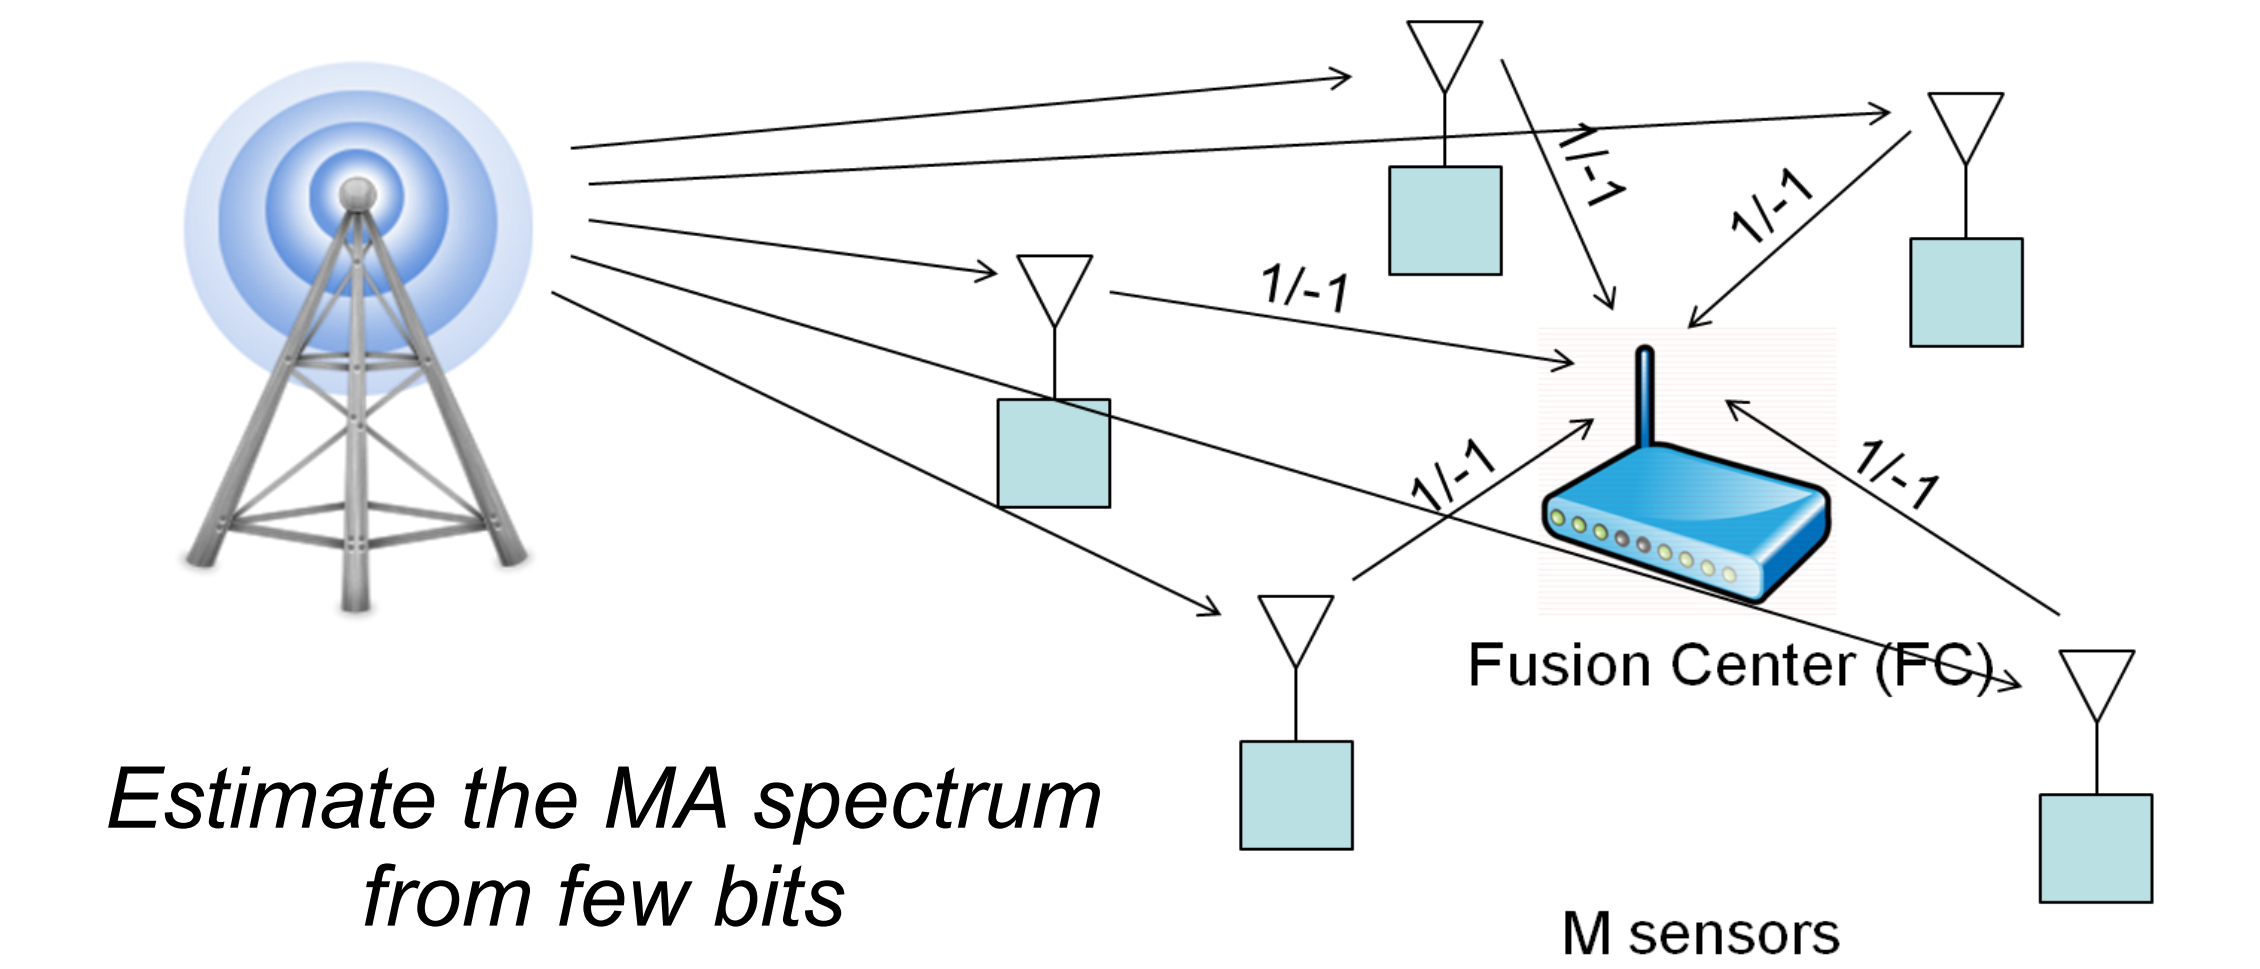 1/-1
1/-1
1/-1
1/-1
1/-1
Fusion Center (FC)
Estimate the MA spectrum
from few bits
M sensors